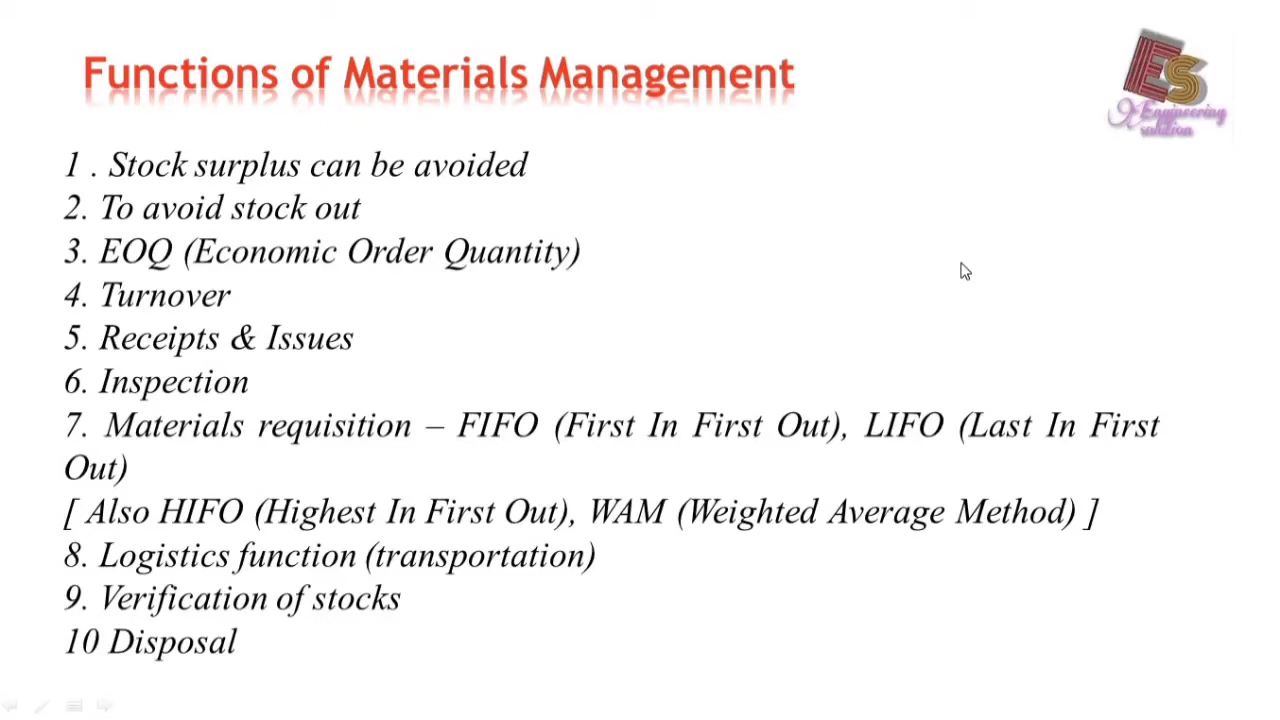 Functions of Materials Management
ES
Engineering
solution
1 . Stock surplus can be avoided
2. To avoid stock out
3. EOQ (Economic Order Quantity)
4. Turnover
5. Receipts & Issues
6. Inspection
7. Materials requisition – FIFO (First In First Out), LIFO (Last In First
Out)
[ Also HIFO (Highest In First Out), WAM (Weighted Average Method) ]
8. Logistics function (transportation)
9. Verification of stocks
10 Disposal